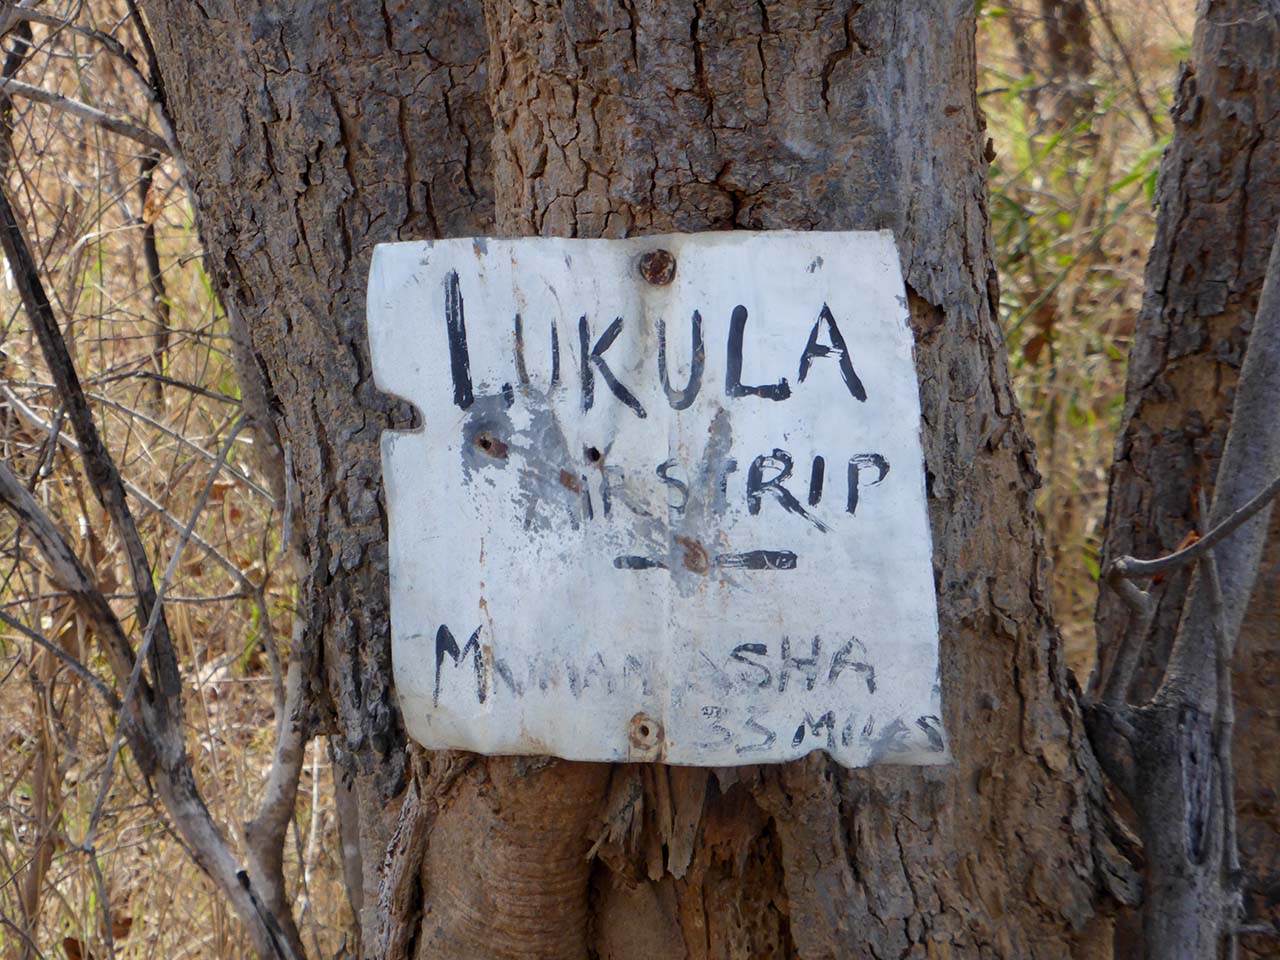 LUKULA
AIRSTRIP
—
33 MILES